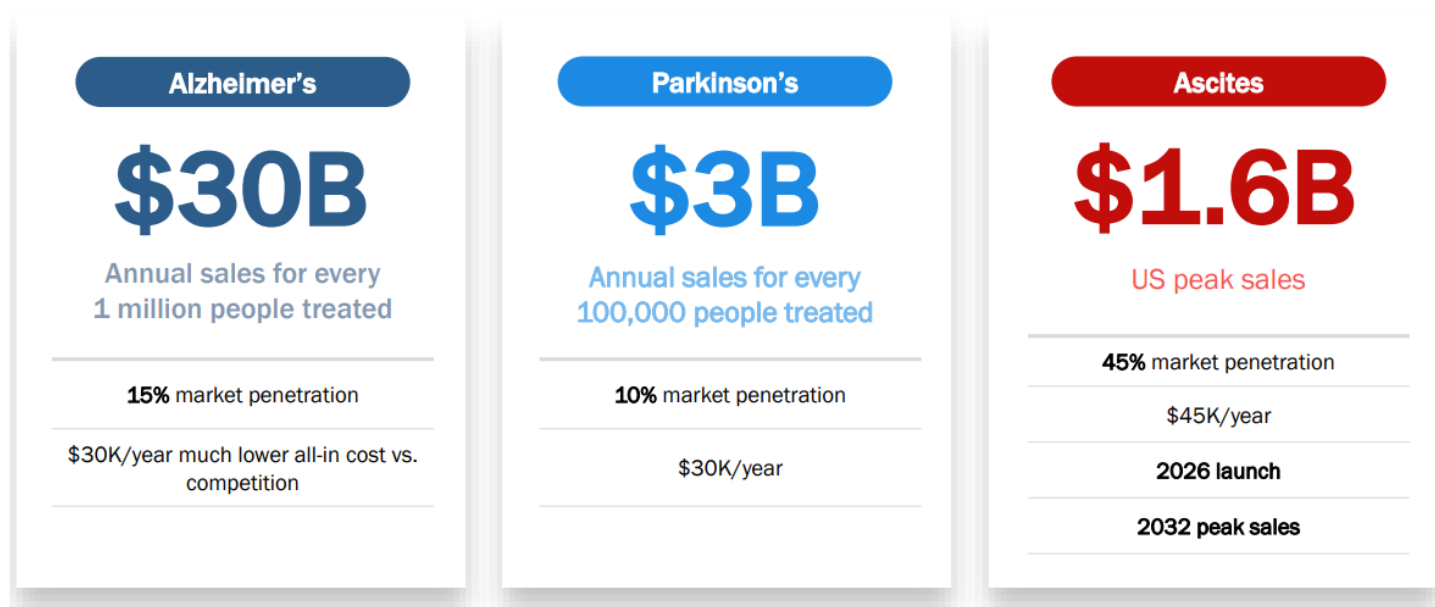 Alzheimer's
$30B
Annual sales for every
1 million people treated
15% market penetration
$30K/year much lower all-in cost vs.
competition
Parkinson's
$3B
Annual sales for every
100,000 people treated
10% market penetration
$30K/year
Ascites
$1.6B
US peak sales
45% market penetration
$45K/year
2026 launch
2032 peak sales